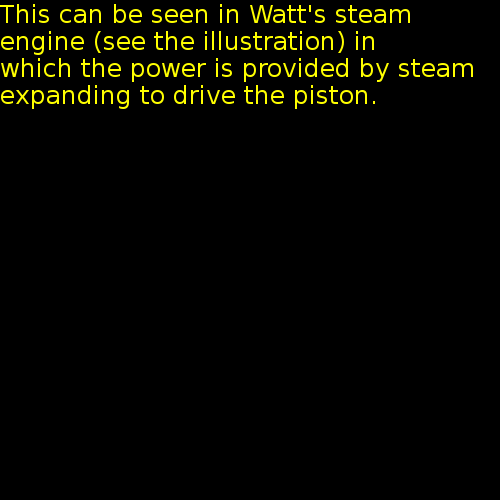 This can be seen in Watt's steam
engine (see the illustration) in
which the power is provided by steam
expanding to drive the piston.